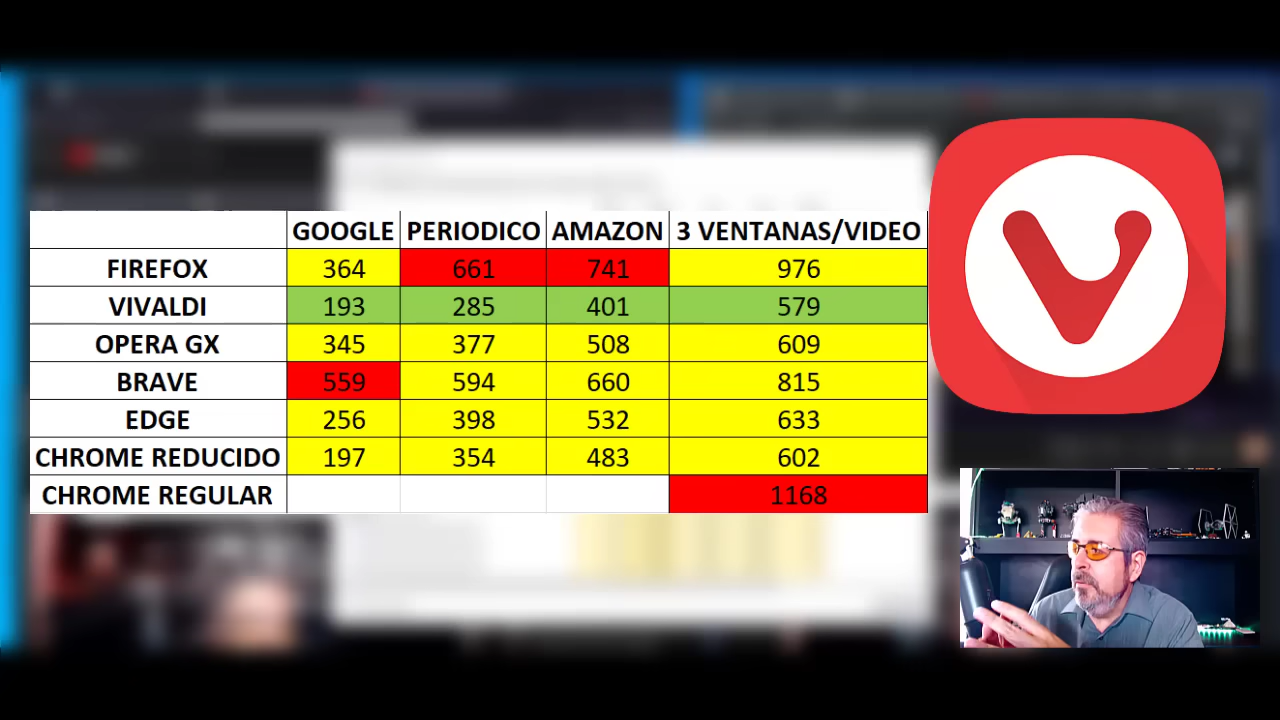 GOOGLE PERIODICO AMAZON 3 VENTANAS/VIDEO
FIREFOX 364 661 741 976
VIVALDI 193 285 401 579
OPERA GX 345 377 508 609
BRAVE 559 594 660 815
EDGE 256 398 532 633
CHROME REDUCIDO 197 354 483 602
CHROME REGULAR 1168